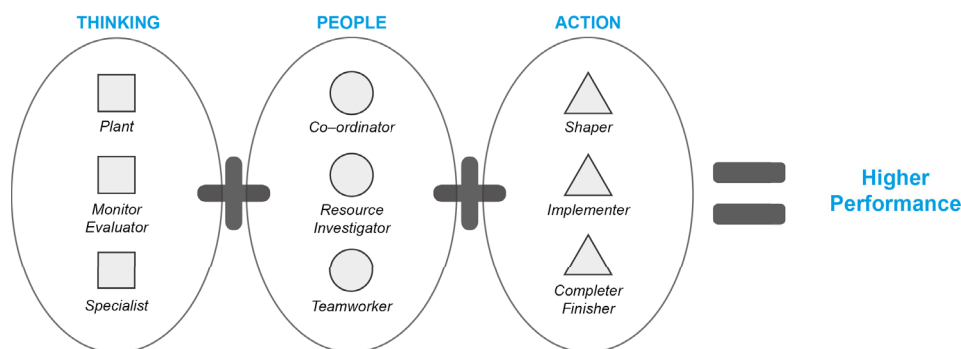 THINKING
PEOPLE
ACTION
Plant
Co–ordinator
Shaper
Monitor
Evaluator
Resource
Investigator
Implementer
Higher
Performance
Specialist
Teamworker
Completer
Finisher